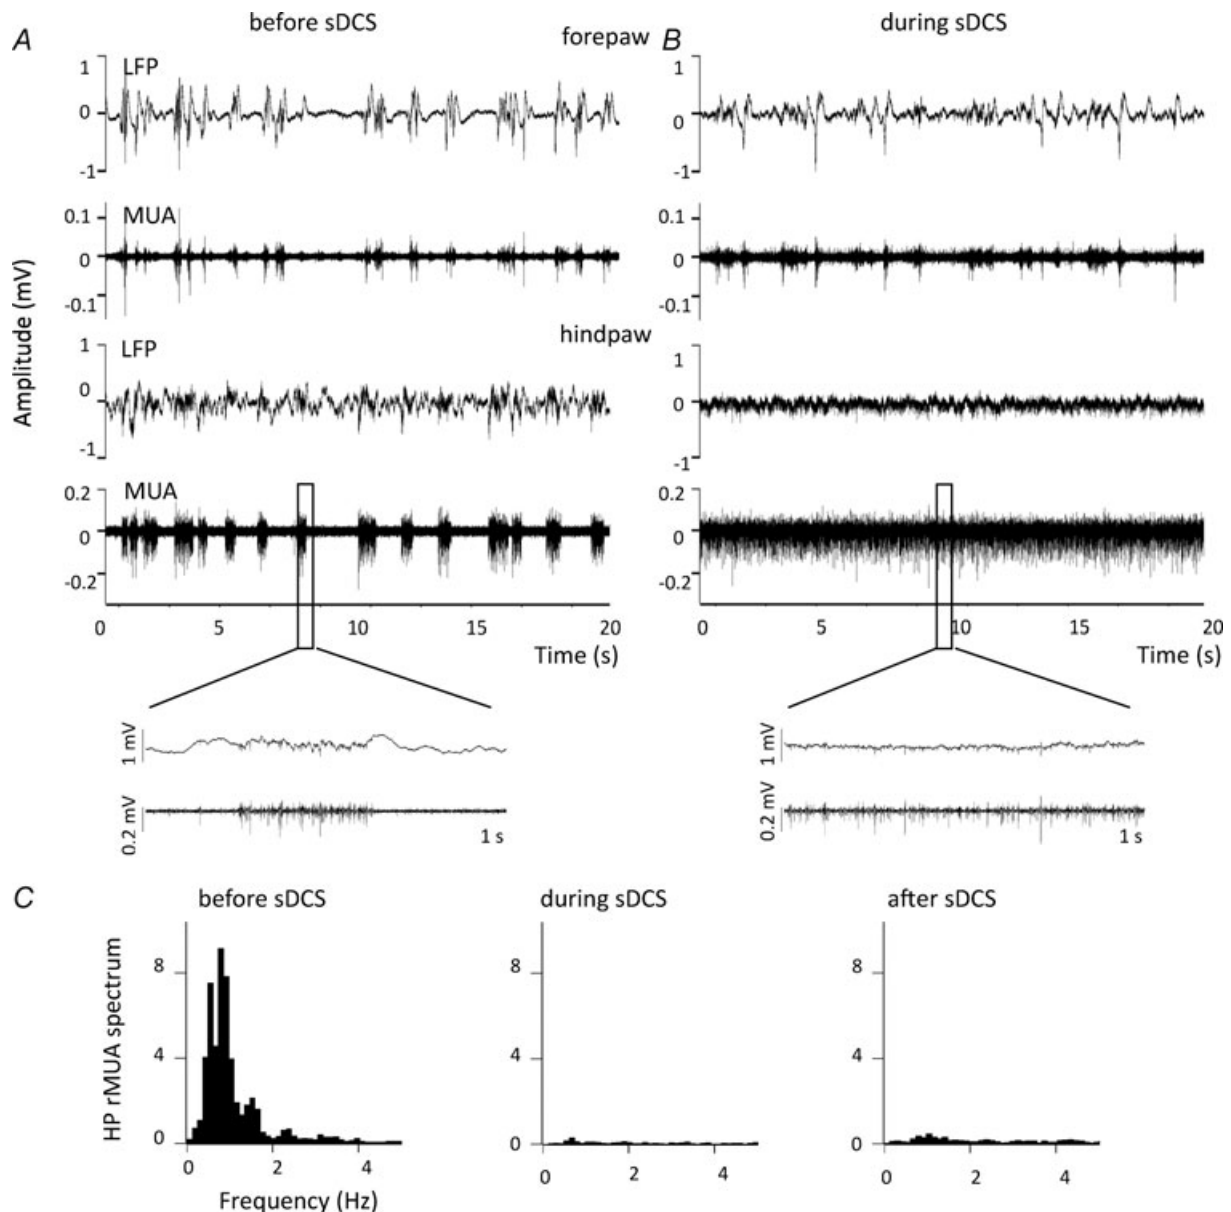 A
before sDCS
forepaw
B
during sDCS
LFP
1
0
-1
1
0
-1
MUA
0.1
0
-0.1
0.1
0
-0.1
Amplitude (mV)
hindpaw
LFP
1
0
-1
1
0
-1
MUA
0.2
0
-0.2
0.2
0
-0.2
0 5 10 15 20
Time (s)
0 5 10 15 20
Time (s)
1 mV
0.2 mV
1 s
1 mV
0.2 mV
1 s
C
before sDCS
during sDCS
after sDCS
HP rMUA spectrum
8
4
0
8
4
0
8
4
0
0 2 4
0 2 4
0 2 4
Frequency (Hz)